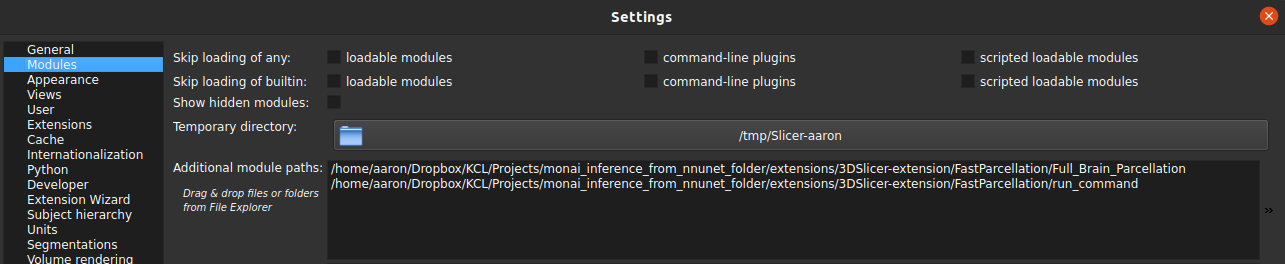 Settings
General
Modules
Appearance
Views
User
Extensions
Cache
Internationalization
Python
Developer
Extension Wizard
Subject hierarchy
Units
Segmentations
Volume rendering
Skip loading of any: loadable modules command-line plugins scripted loadable modules
Skip loading of builtin: loadable modules command-line plugins scripted loadable modules
Show hidden modules:
Temporary directory: /tmp/Slicer-aaron
Additional module paths: /home/aaron/Dropbox/KCL/Projects/monai_inference_from_nnunet_folder/extensions/3DSlicer-extension/FastParcellation/Full_Brain_Parcellation
/home/aaron/Dropbox/KCL/Projects/monai_inference_from_nnunet_folder/extensions/3DSlicer-extension/FastParcellation/run_command
Drag & drop files or folders
from File Explorer
»